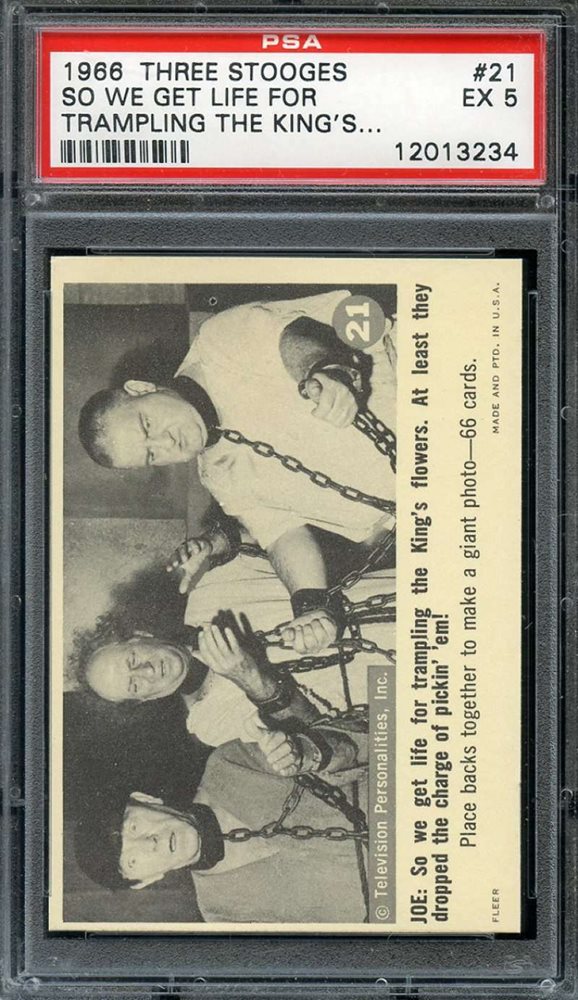 PSA
1966 THREE STOOGES #21
SO WE GET LIFE FOR EX 5
TRAMPLING THE KING'S...
12013234
21
© Television Personalities, Inc.
JOE: So we get life for trampling the King's flowers. At least they
dropped the charge of pickin' 'em!
Place backs together to make a giant photo—66 cards.
FLEER MADE AND PTD. IN U.S.A.